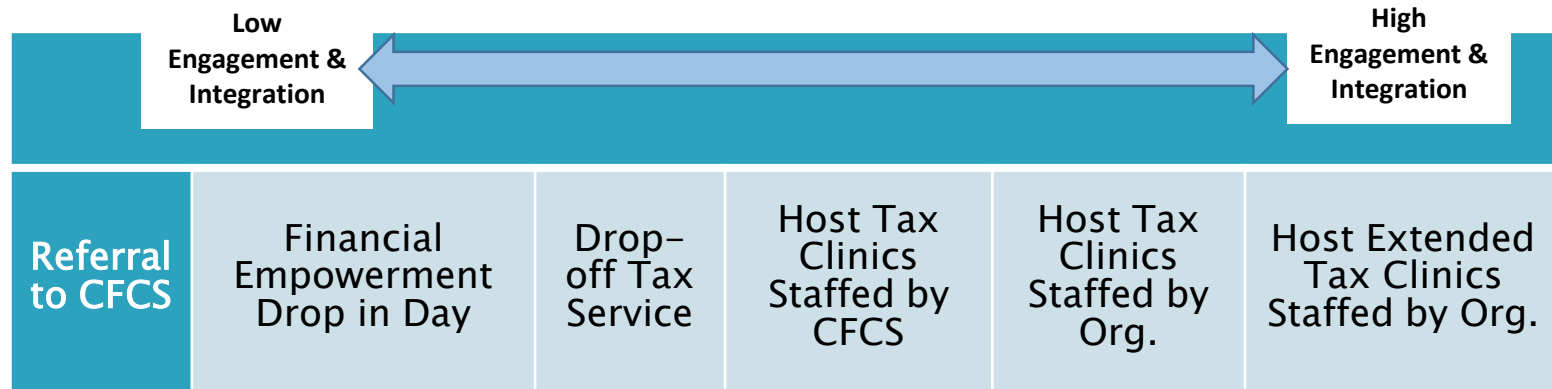 Low
Engagement &
Integration
High
Engagement &
Integration
Referral
to CFCS
Financial
Empowerment
Drop in Day
Drop-
off Tax
Service
Host Tax
Clinics
Staffed by
CFCS
Host Tax
Clinics
Staffed by
Org.
Host Extended
Tax Clinics
Staffed by Org.